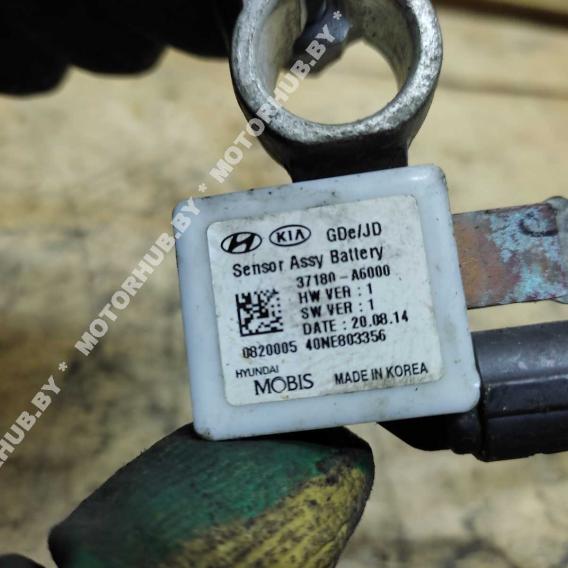 KIA GDe/JD
Sensor Assy Battery
37180-A6000
HW VER : 1
SW VER : 1
DATE : 20.08.14
0820005 40NE803356
HYUNDAI MOBIS MADE IN KOREA
MOTORHUB.BY * MOTORHUB.BY * MOTORHUB.BY